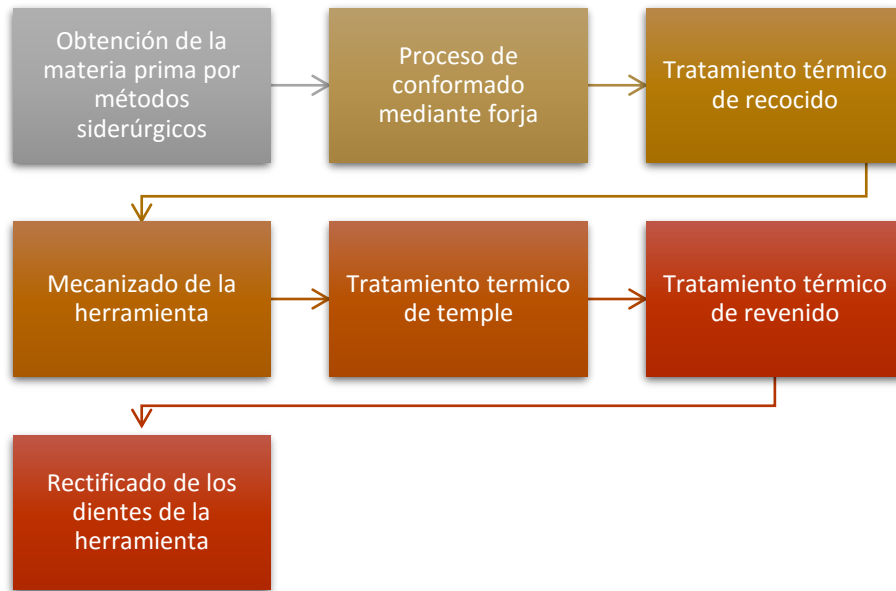 Obtención de la
materia prima por
métodos
siderúrgicos
Proceso de
conformado
mediante forja
Tratamiento térmico
de recocido
Mecanizado de la
herramienta
Tratamiento termico
de temple
Tratamiento térmico
de revenido
Rectificado de los
dientes de la
herramienta